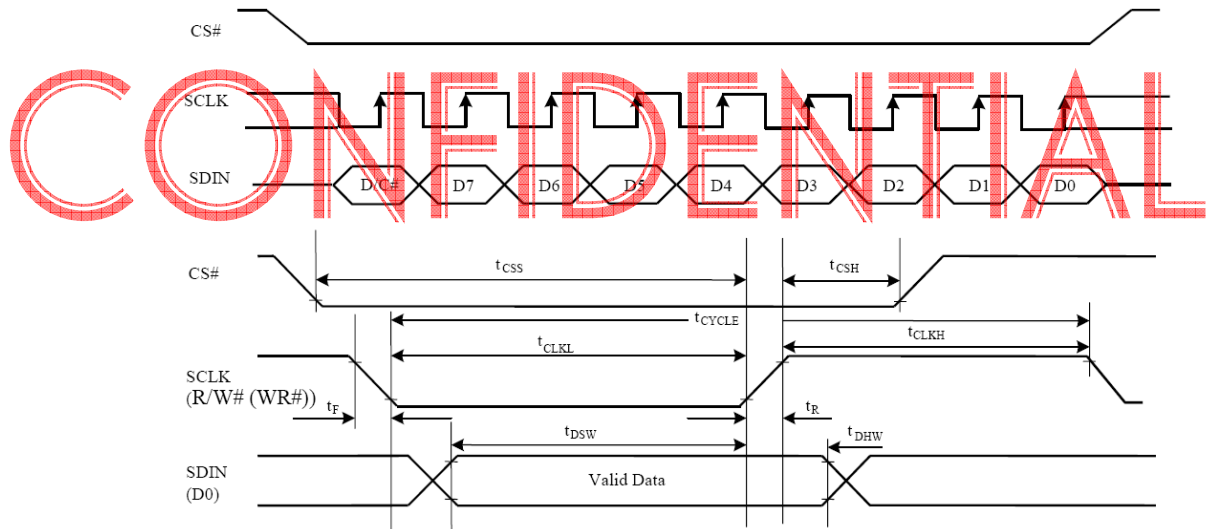 CS#
CONFIDENTIAL
SCLK
SDIN D/C# D7 D6 D5 D4 D3 D2 D1 D0
CS# tCSS tCSH
tCYCLE
tCLKL tCLKH
SCLK
(R/W# (WR#))
tF tR
tDSW tDHW
SDIN
(D0)
Valid Data